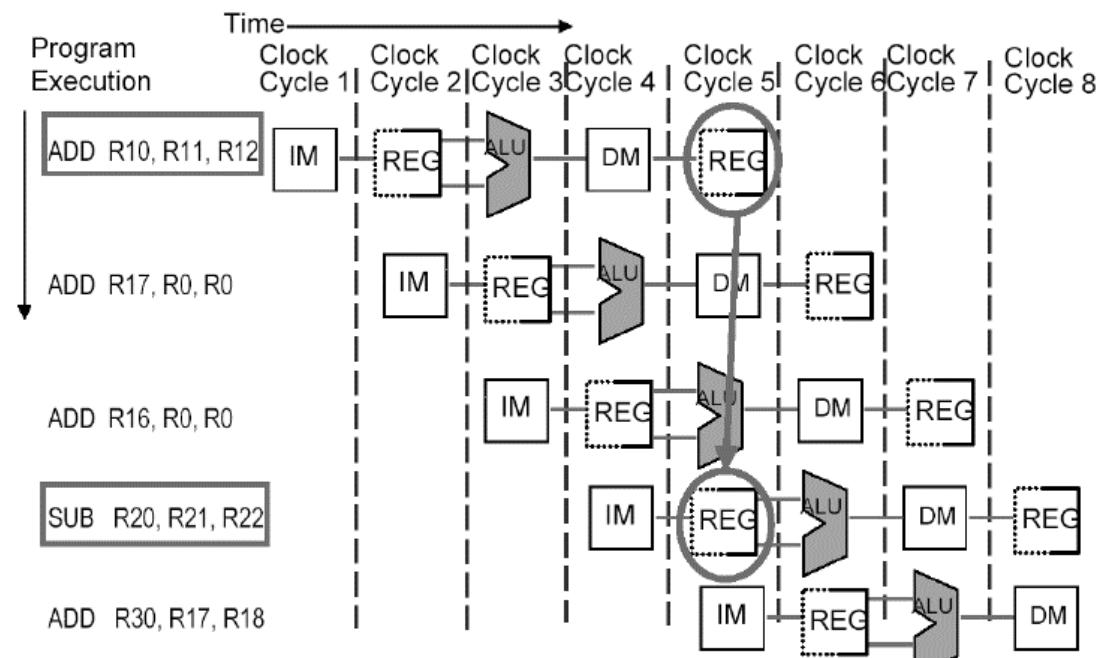 Time
Program
Execution
Clock
Cycle 1
Clock
Cycle 2
Clock
Cycle 3
Clock
Cycle 4
Clock
Cycle 5
Clock
Cycle 6
Clock
Cycle 7
Clock
Cycle 8
ADD R10, R11, R12
IM
REG
ALU
DM
REG
ADD R17, R0, R0
IM
REG
ALU
DM
REG
ADD R16, R0, R0
IM
REG
ALU
DM
REG
SUB R20, R21, R22
IM
REG
ALU
DM
REG
ADD R30, R17, R18
IM
REG
ALU
DM